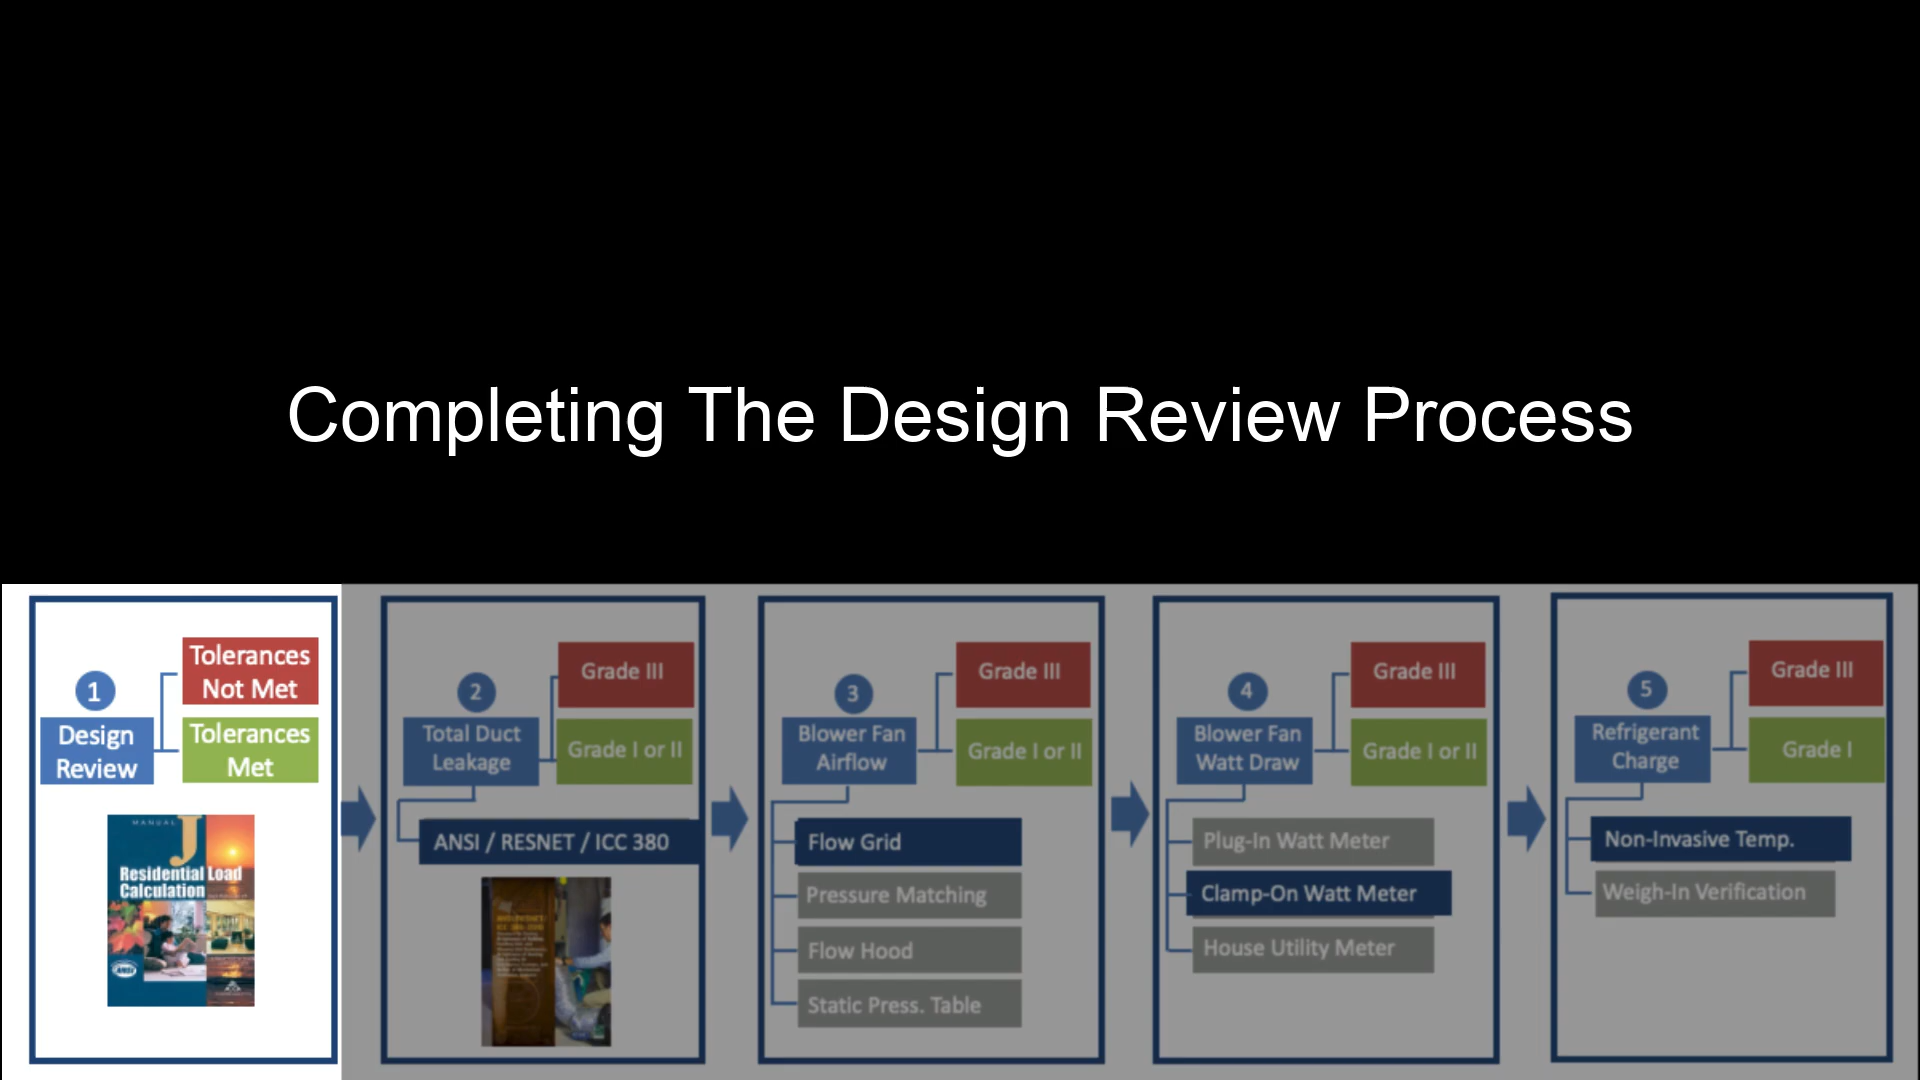 Completing The Design Review Process
1
Design
Review
Tolerances
Not Met
Tolerances
Met
MANUAL
J
Residential Load
Calculation
2
Total Duct
Leakage
Grade III
Grade I or II
ANSI / RESNET / ICC 380
3
Blower Fan
Airflow
Grade III
Grade I or II
Flow Grid
Pressure Matching
Flow Hood
Static Press. Table
4
Blower Fan
Watt Draw
Grade III
Grade I or II
Plug-In Watt Meter
Clamp-On Watt Meter
House Utility Meter
5
Refrigerant
Charge
Grade III
Grade I
Non-Invasive Temp.
Weigh-In Verification